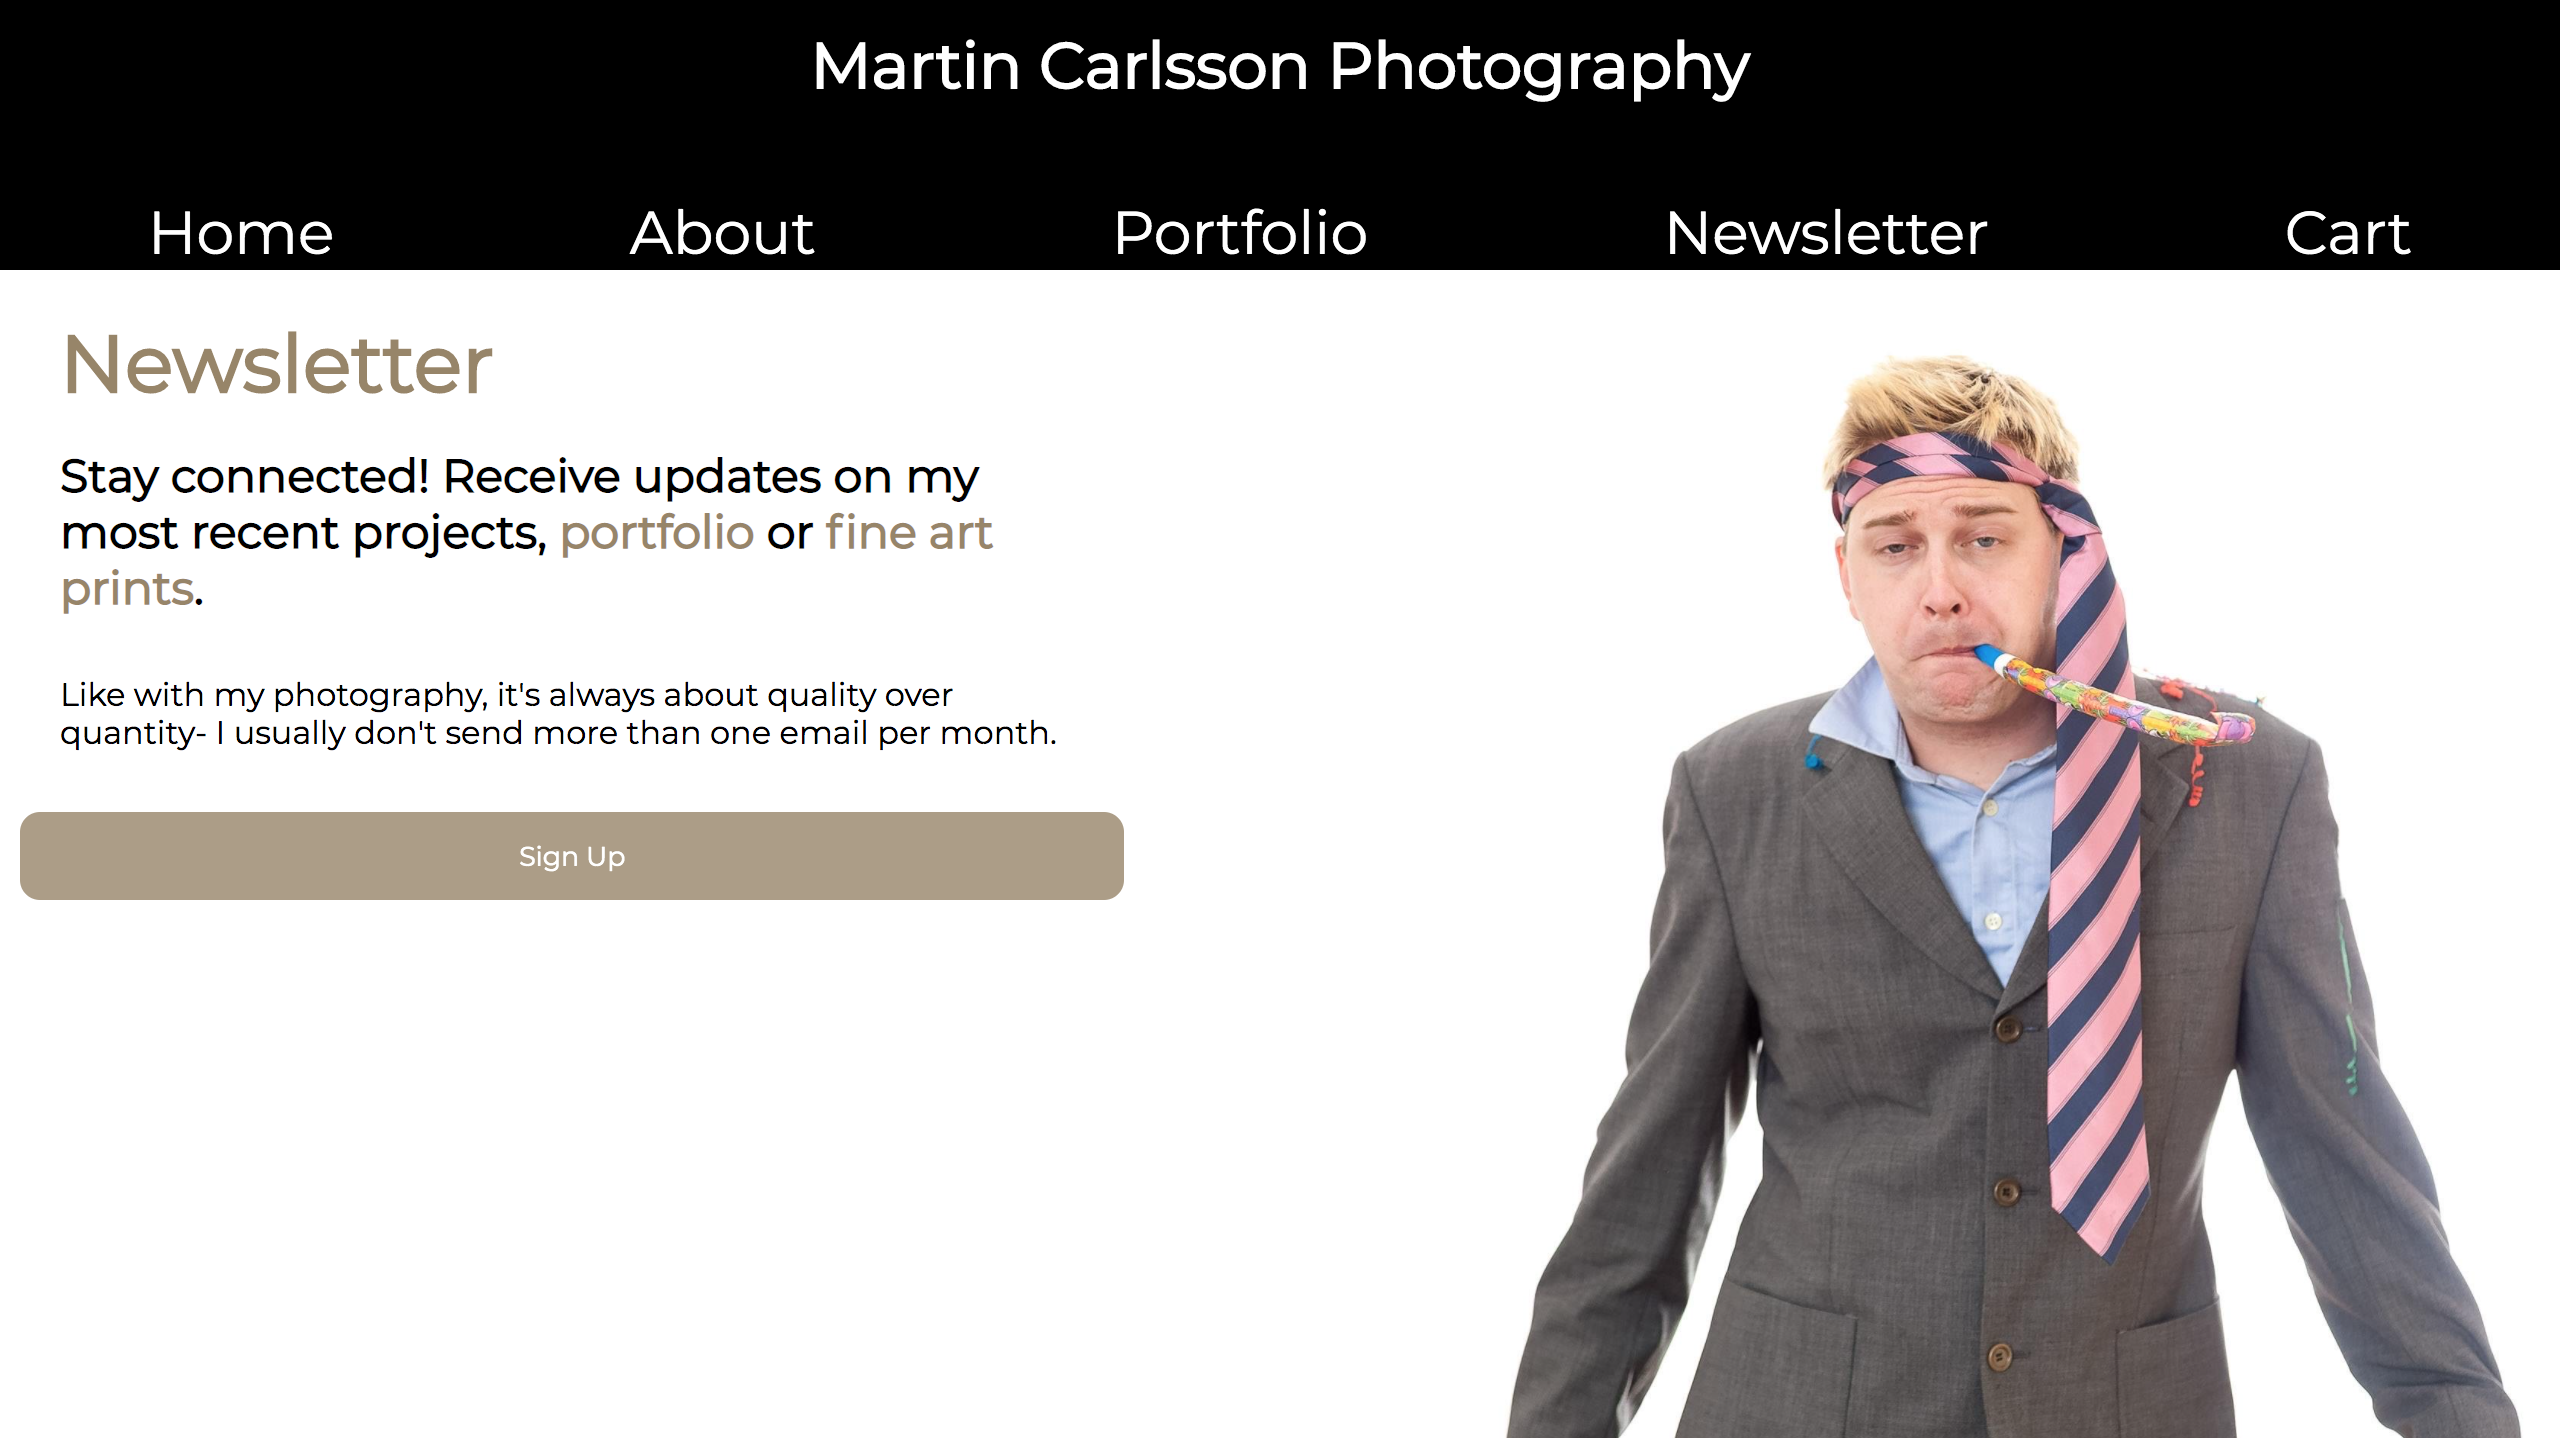 Martin Carlsson Photography
Home About Portfolio Newsletter Cart
Newsletter
Stay connected! Receive updates on my
most recent projects, portfolio or fine art
prints.
Like with my photography, it's always about quality over
quantity- I usually don't send more than one email per month.
Sign Up